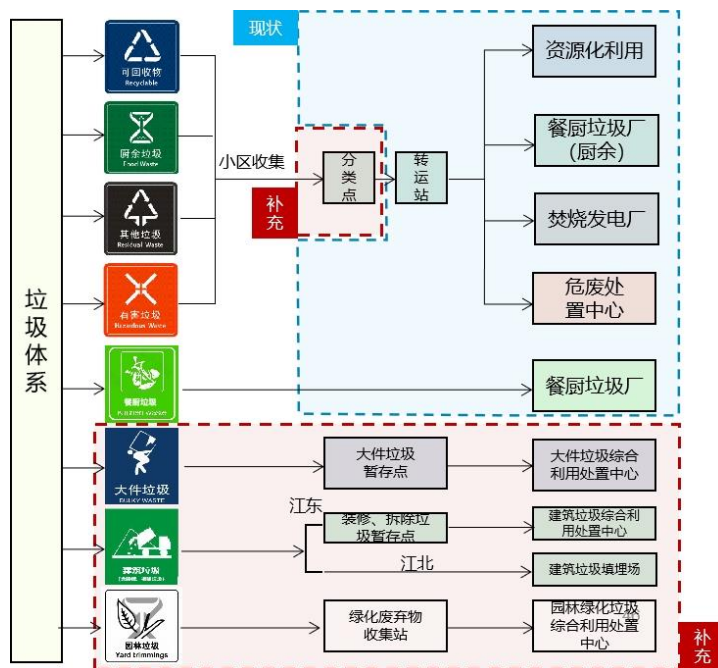 现状
可回收物
Recyclable
资源化利用
厨余垃圾
Food Waste
餐厨垃圾厂
（厨余）
小区收集
分
类
点
转
运
站
补
充
其他垃圾
Residual Waste
焚烧发电厂
有害垃圾
Hazardous Waste
危废处
置中心
垃
圾
体
系
餐厨垃圾
餐厨垃圾厂
大件垃圾
BULKY WASTE
大件垃圾
暂存点
大件垃圾综合
利用处置中心
江东
装修、拆除垃
圾暂存点
建筑垃圾综合利
用处置中心
建筑垃圾
江北
建筑垃圾填埋场
园林垃圾
Yard trimmings
绿化废弃物
收集站
园林绿化垃圾
综合利用处置
中心
补
充